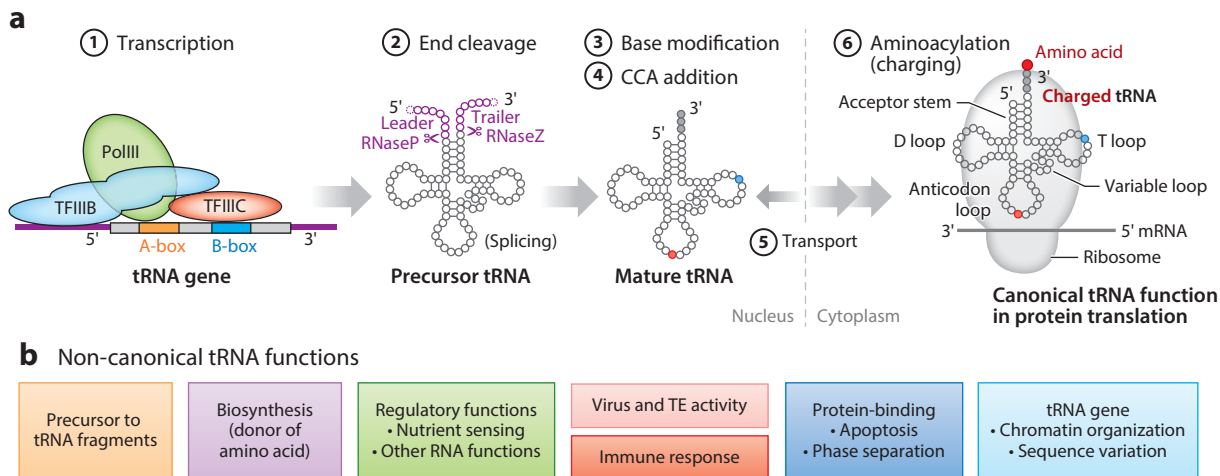 a
1 Transcription
2 End cleavage
3 Base modification
4 CCA addition
6 Aminoacylation
(charging)
Amino acid
3'
5'
Charged tRNA
Acceptor stem
D loop
T loop
Anticodon
loop
Variable loop
3'
5' mRNA
Ribosome
Canonical tRNA function
in protein translation
PolIII
TFIIIB
TFIIIC
5'
3'
A-box
B-box
tRNA gene
5'
3'
Leader
Trailer
RNaseP
RNaseZ
(Splicing)
Precursor tRNA
3'
5'
Mature tRNA
5 Transport
Nucleus
Cytoplasm
b Non-canonical tRNA functions
Precursor to
tRNA fragments
Biosynthesis
(donor of
amino acid)
Regulatory functions
• Nutrient sensing
• Other RNA functions
Virus and TE activity
Immune response
Protein-binding
• Apoptosis
• Phase separation
tRNA gene
• Chromatin organization
• Sequence variation